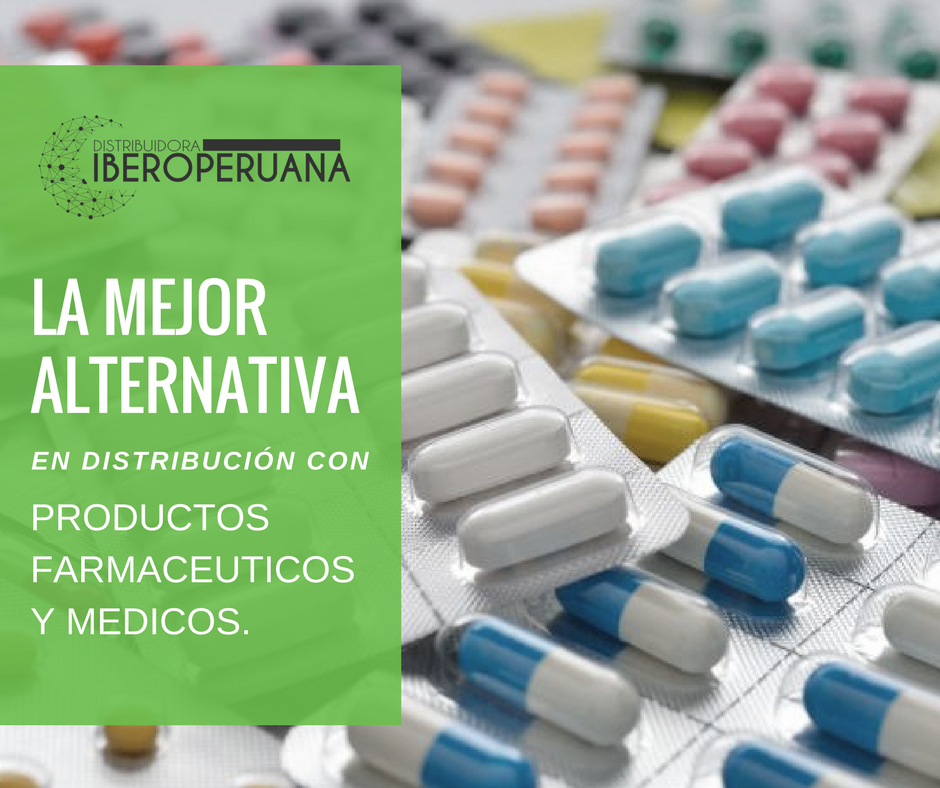 DISTRIBUIDORA
IBEROPERUANA
LA MEJOR
ALTERNATIVA
EN DISTRIBUCIÓN CON
PRODUCTOS
FARMACEUTICOS
Y MEDICOS.